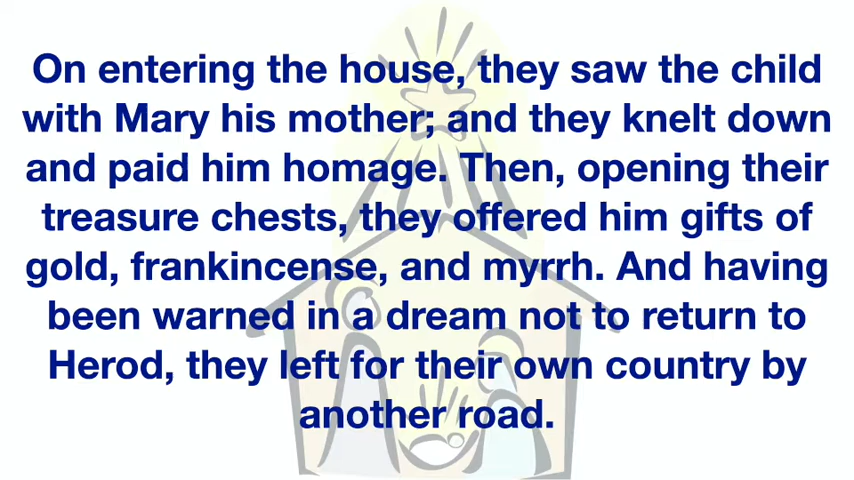 On entering the house, they saw the child
with Mary his mother; and they knelt down
and paid him homage. Then, opening their
treasure chests, they offered him gifts of
gold, frankincense, and myrrh. And having
been warned in a dream not to return to
Herod, they left for their own country by
another road.